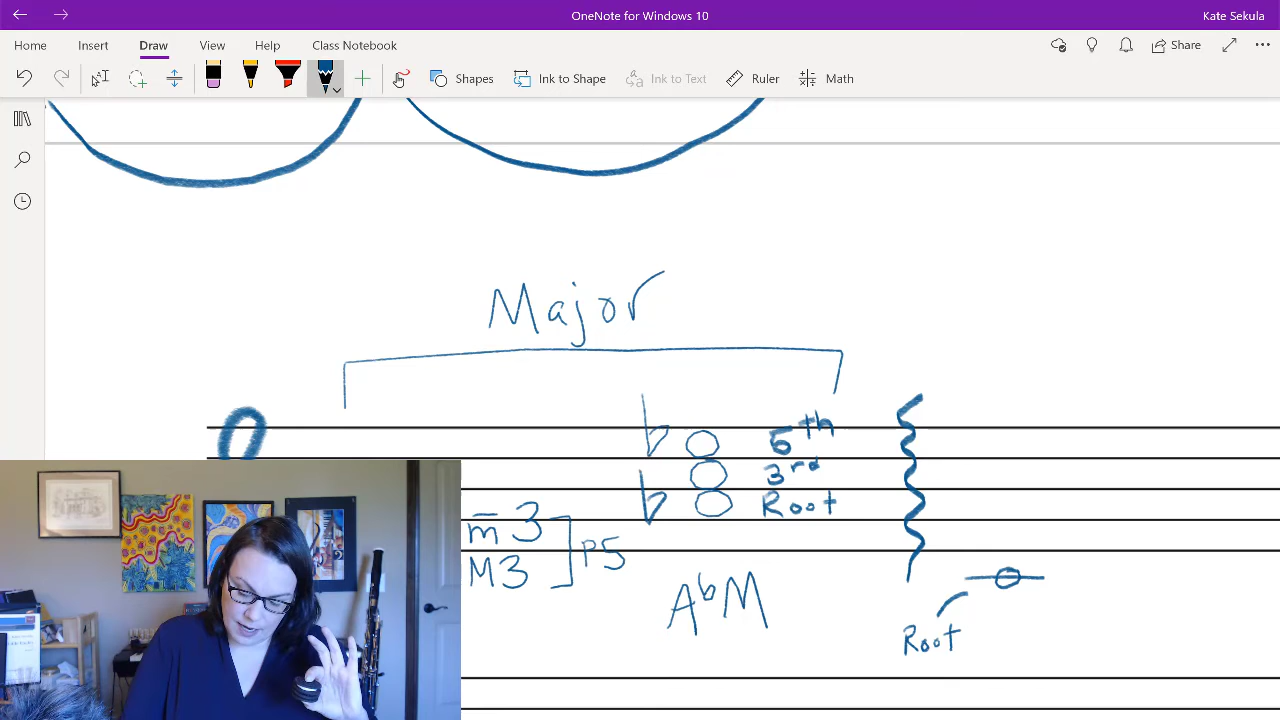 OneNote for Windows 10
Kate Sekula
Home Insert Draw View Help Class Notebook
Share
Shapes
Ink to Shape
Ink to Text
Ruler
Math
Major
5th
3rd
Root
m3
M3
P5
A♭M
Root